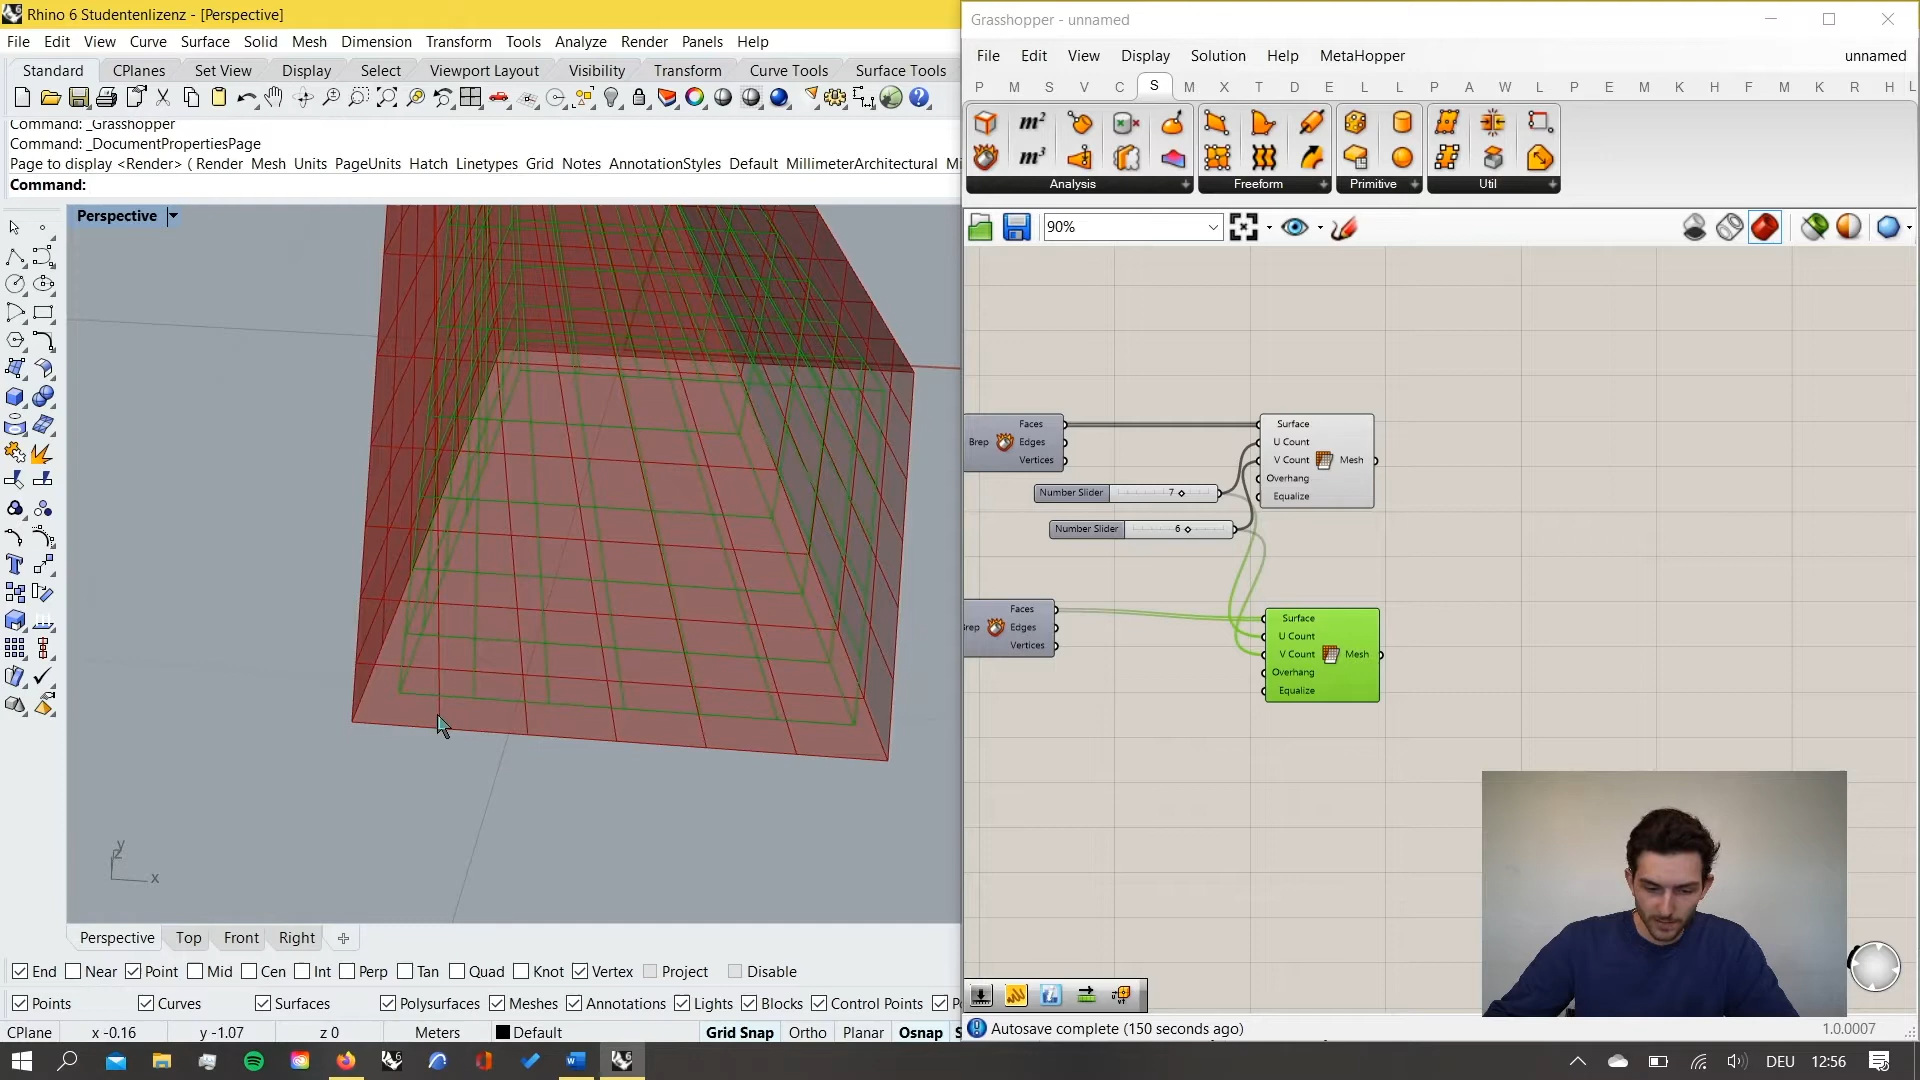 Rhino 6 Studentenlizenz - [Perspective]
File Edit View Curve Surface Solid Mesh Dimension Transform Tools Analyze Render Panels Help
Standard CPlanes Set View Display Select Viewport Layout Visibility Transform Curve Tools Surface Tools
Command: _Grasshopper
Command: _DocumentPropertiesPage
Page to display <Render> ( Render Mesh Units PageUnits Hatch Linetypes Grid Notes AnnotationStyles Default MillimeterArchitectural Mi
Command:
Perspective
z
y
x
Perspective Top Front Right
End Near Point Mid Cen Int Perp Tan Quad Knot Vertex Project Disable
Points Curves Surfaces Polysurfaces Meshes Annotations Lights Blocks Control Points
CPlane x -0.16 y -1.07 z 0 Meters Default Grid Snap Ortho Planar Osnap S
Grasshopper - unnamed
File Edit View Display Solution Help MetaHopper unnamed
P M S V C S M X T D E L L P A W L P E M K H F M K R H L
m²
m³
Analysis Freeform Primitive Util
90%
Faces
Brep Edges
Vertices
Surface
U Count
V Count Mesh
Overhang
Equalize
Number Slider 7
Number Slider 6
Faces
rep Edges
Vertices
Surface
U Count
V Count Mesh
Overhang
Equalize
Autosave complete (150 seconds ago) 1.0.0007
DEU 12:56